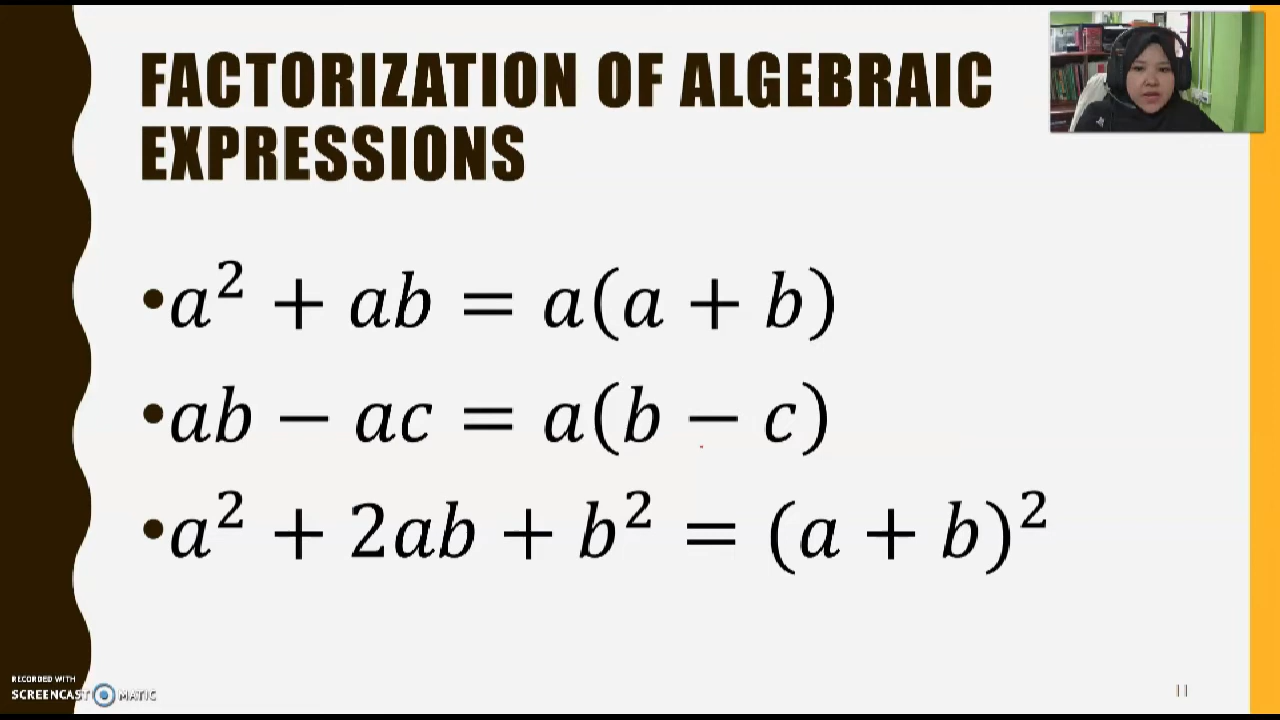 FACTORIZATION OF ALGEBRAIC
EXPRESSIONS
•a² + ab = a(a + b)
•ab − ac = a(b − c)
•a² + 2ab + b² = (a + b)²
RECORDED WITH
SCREENCAST MATIC
11